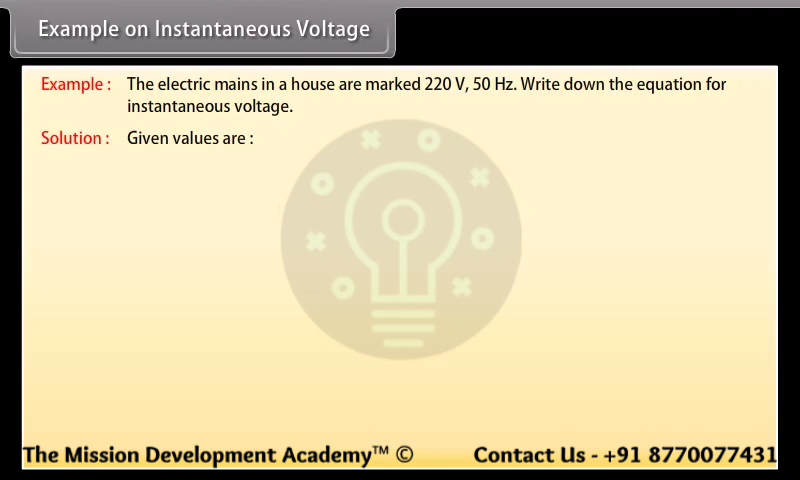 Example on Instantaneous Voltage
Example : The electric mains in a house are marked 220 V, 50 Hz. Write down the equation for
instantaneous voltage.
Solution : Given values are :
The Mission Development Academy™ © Contact Us - +91 8770077431